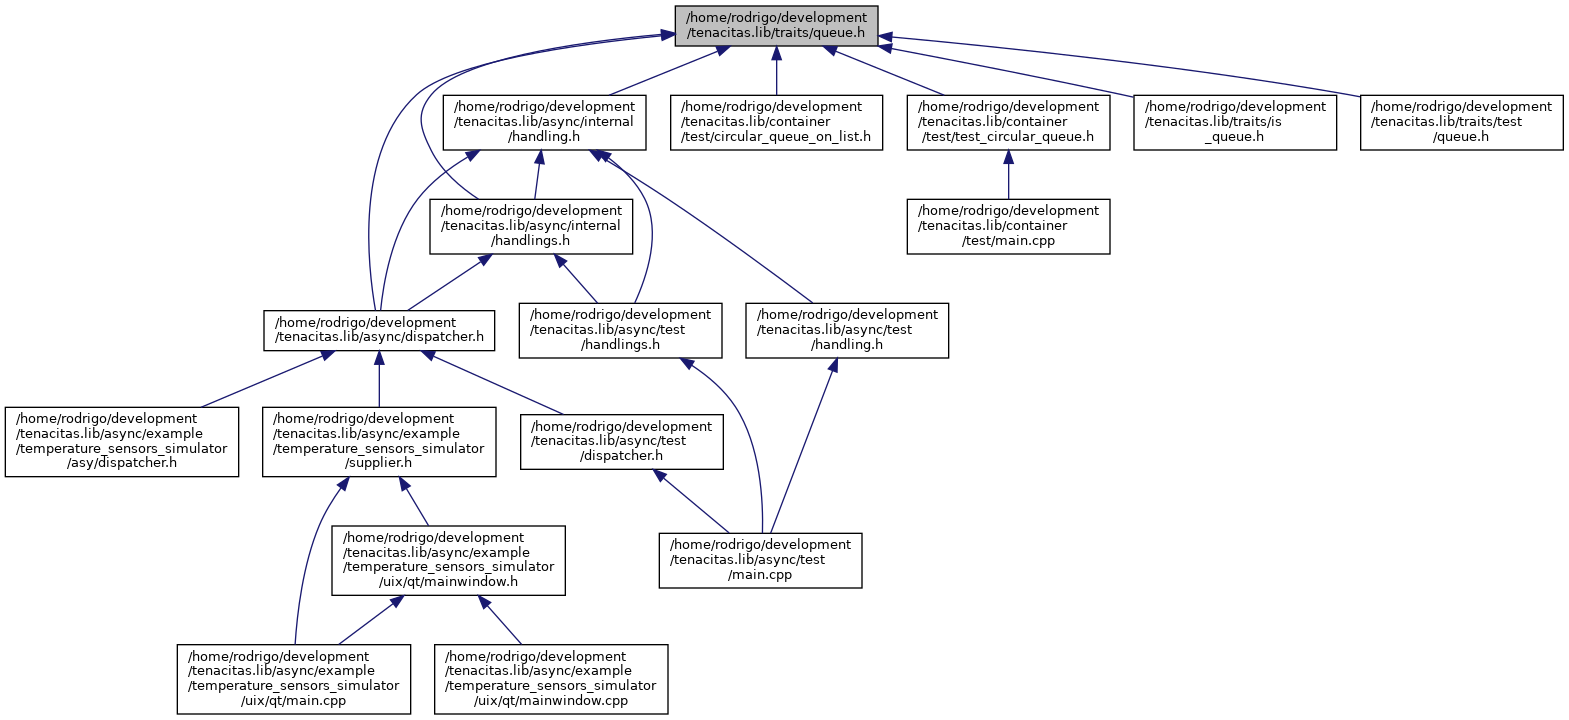 /home/rodrigo/development
/tenacitas.lib/traits/queue.h
/home/rodrigo/development
/tenacitas.lib/async/internal
/handling.h
/home/rodrigo/development
/tenacitas.lib/container
/test/circular_queue_on_list.h
/home/rodrigo/development
/tenacitas.lib/container
/test/test_circular_queue.h
/home/rodrigo/development
/tenacitas.lib/traits/is
_queue.h
/home/rodrigo/development
/tenacitas.lib/traits/test
/queue.h
/home/rodrigo/development
/tenacitas.lib/async/internal
/handlings.h
/home/rodrigo/development
/tenacitas.lib/container
/test/main.cpp
/home/rodrigo/development
/tenacitas.lib/async/dispatcher.h
/home/rodrigo/development
/tenacitas.lib/async/test
/handlings.h
/home/rodrigo/development
/tenacitas.lib/async/test
/handling.h
/home/rodrigo/development
/tenacitas.lib/async/example
/temperature_sensors_simulator
/asy/dispatcher.h
/home/rodrigo/development
/tenacitas.lib/async/example
/temperature_sensors_simulator
/supplier.h
/home/rodrigo/development
/tenacitas.lib/async/test
/dispatcher.h
/home/rodrigo/development
/tenacitas.lib/async/example
/temperature_sensors_simulator
/uix/qt/mainwindow.h
/home/rodrigo/development
/tenacitas.lib/async/test
/main.cpp
/home/rodrigo/development
/tenacitas.lib/async/example
/temperature_sensors_simulator
/uix/qt/main.cpp
/home/rodrigo/development
/tenacitas.lib/async/example
/temperature_sensors_simulator
/uix/qt/mainwindow.cpp